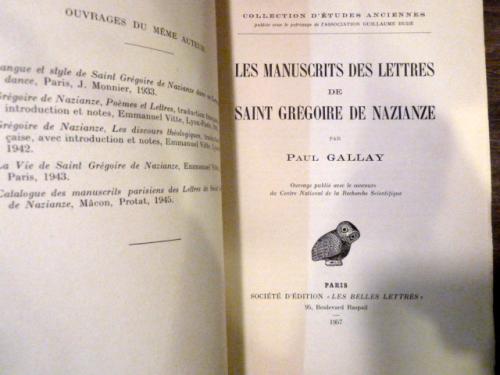 OUVRAGES DU MÊME AUTEUR
angue et style de Saint Grégoire de Nazianze dans
dance, Paris, J. Monnier, 1933.
Grégoire de Nazianze, Poèmes et Lettres, traduction
introduction et notes, Emmanuel Vitte, Lyon-Paris,
Grégoire de Nazianze, Les discours théologiques,
çaise, avec introduction et notes, Emmanuel Vitte,
1942.
La Vie de Saint Grégoire de Nazianze, Emmanuel
Paris, 1943.
Catalogue des manuscrits parisiens des Lettres de Saint
de Nazianze, Mâcon, Protat, 1945.
COLLECTION D'ÉTUDES ANCIENNES
publiée sous le patronage de l'ASSOCIATION GUILLAUME BUDÉ
LES MANUSCRITS DES LETTRES
DE
SAINT GRÉGOIRE DE NAZIANZE
PAR
PAUL GALLAY
Ouvrage publié avec le concours
du Centre National de la Recherche Scientifique
PARIS
SOCIÉTÉ D'ÉDITION « LES BELLES LETTRES »
95, Boulevard Raspail
1957